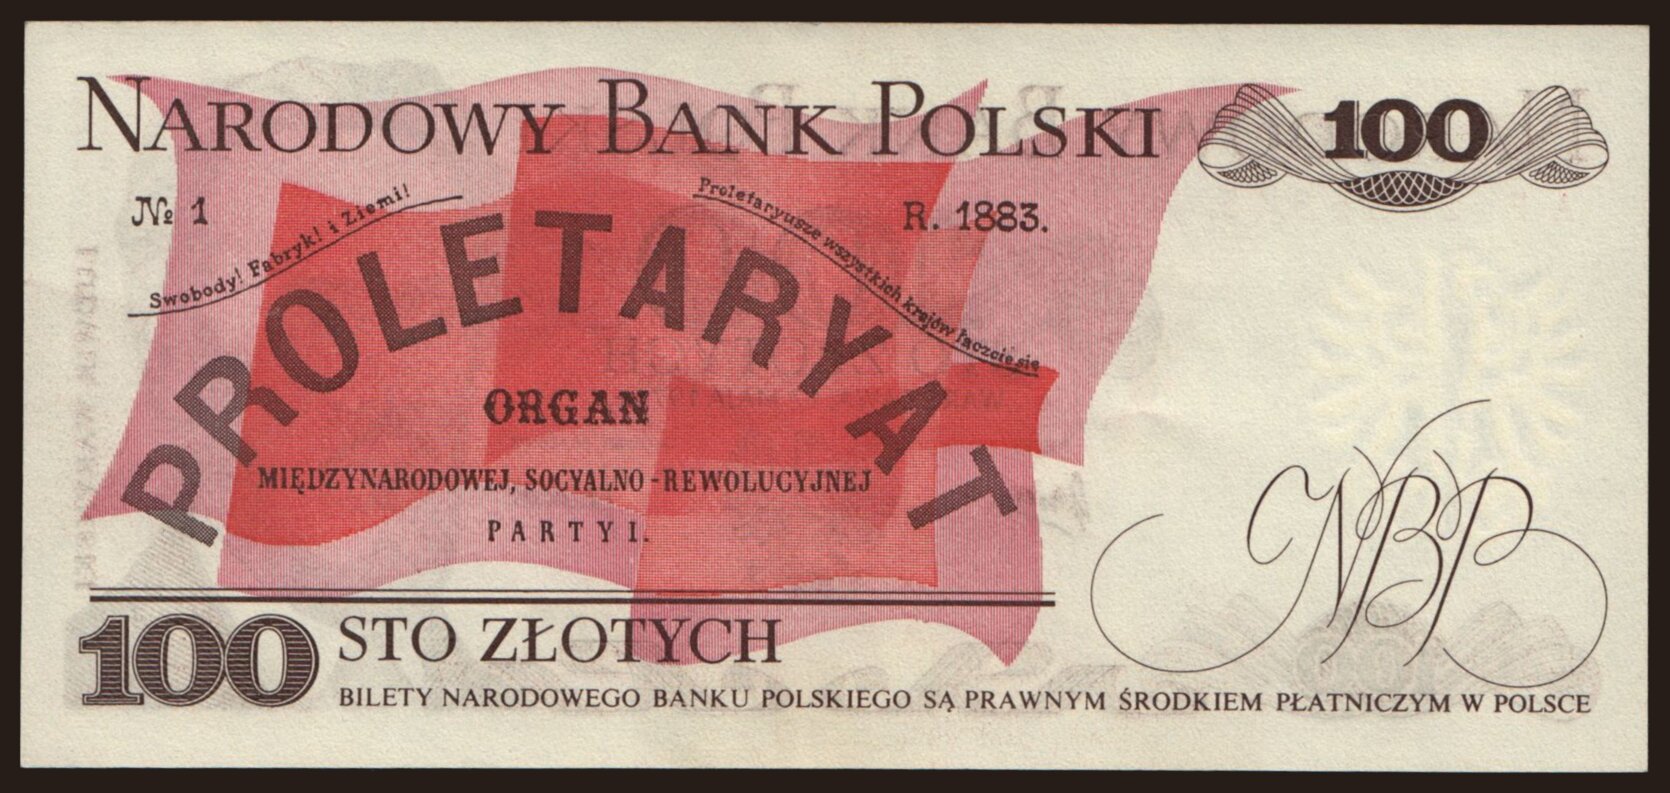 NARODOWY BANK POLSKI 100
№ 1
R. 1883.
Swobody! Fabryk! i Ziemi!
Proletaryusze wszystkich krajów łączcie się
PROLETARYAT
ORGAN
MIĘDZYNARODOWEJ, SOCYALNO-REWOLUCYJNEJ
PARTYI.
NBP
100 STO ZŁOTYCH
BILETY NARODOWEGO BANKU POLSKIEGO SĄ PRAWNYM ŚRODKIEM PŁATNICZYM W POLSCE